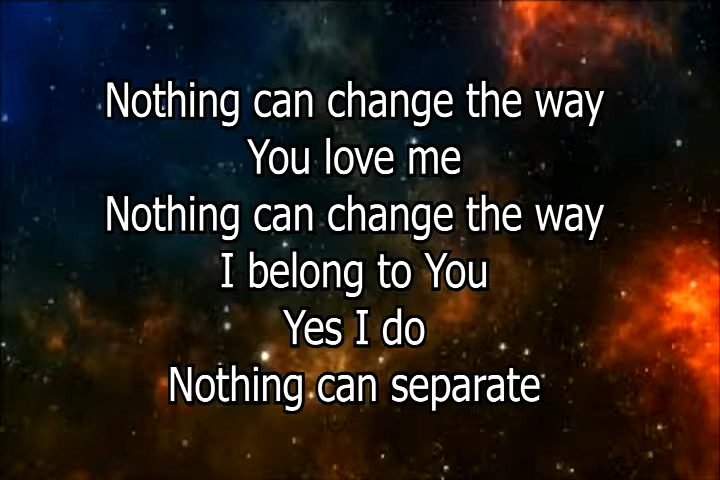 Nothing can change the way
You love me
Nothing can change the way
I belong to You
Yes I do
Nothing can separate